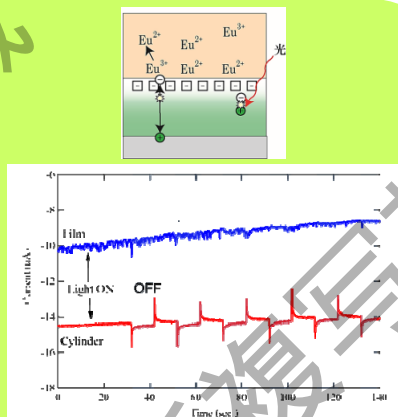 Eu3+
Eu2+
Eu2+
光
Eu3+ Eu2+ Eu2+
-6
-8
Film
-10
-12
Light ON OFF
-14
Cylinder
-16
-18
0 20 40 60 80 100 120 140